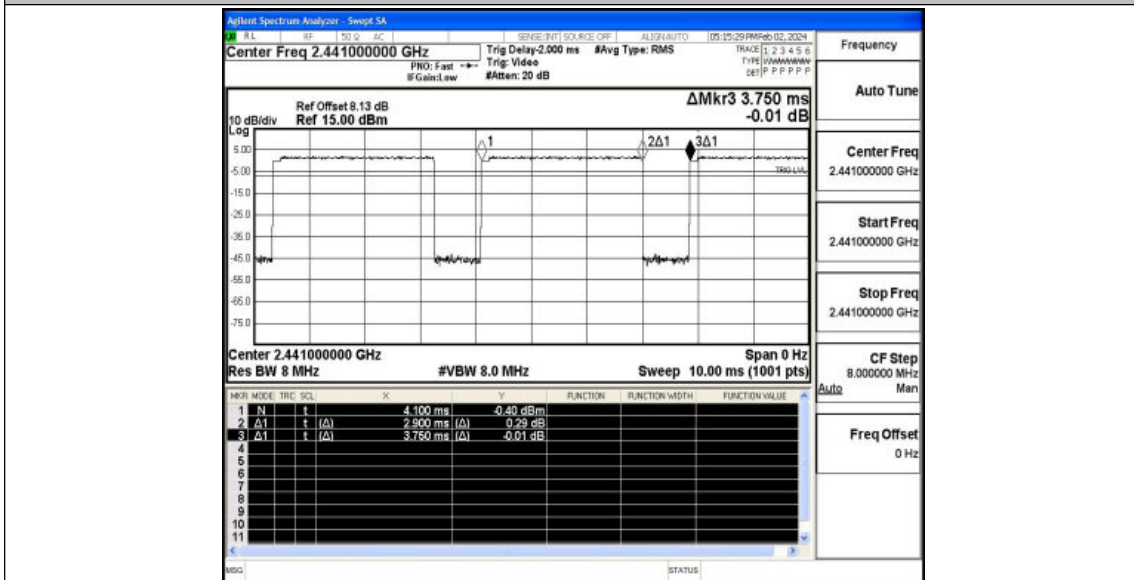 Agilent Spectrum Analyzer - Swept SA
RL RF 50 Ω AC SENSE:INT SOURCE OFF ALIGN AUTO 05:15:29 PM Feb 02, 2024
Center Freq 2.441000000 GHz
PNO: Fast
IFGain:Low
Trig Delay-2.000 ms
Trig: Video
#Atten: 20 dB
#Avg Type: RMS
TRACE 1 2 3 4 5 6
TYPE WWWWWWW
DET P P P P P P
Ref Offset 8.13 dB
10 dB/div Ref 15.00 dBm
Log
ΔMkr3 3.750 ms
-0.01 dB
1
2Δ1
3Δ1
TRIG LVL
5.00
-5.00
-15.0
-25.0
-35.0
-45.0
-55.0
-65.0
-75.0
Center 2.441000000 GHz Span 0 Hz
Res BW 8 MHz #VBW 8.0 MHz Sweep 10.00 ms (1001 pts)
MKR MODE TRC SCL X Y FUNCTION FUNCTION WIDTH FUNCTION VALUE
1 N t 4.100 ms -0.40 dBm
2 Δ1 t (Δ) 2.900 ms (Δ) 0.29 dB
3 Δ1 t (Δ) 3.750 ms (Δ) -0.01 dB
4
5
6
7
8
9
10
11
MSG STATUS
Frequency
Auto Tune
Center Freq
2.441000000 GHz
Start Freq
2.441000000 GHz
Stop Freq
2.441000000 GHz
CF Step
8.000000 MHz
Auto Man
Freq Offset
0 Hz